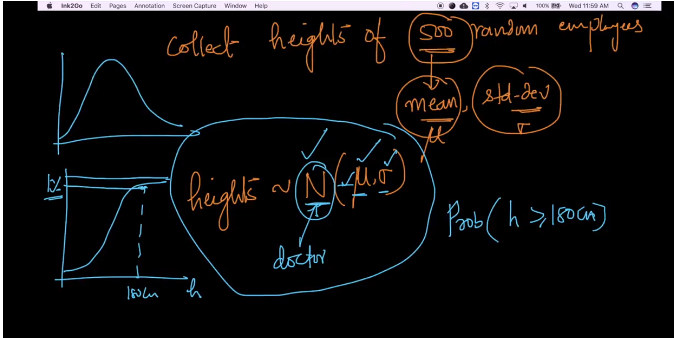 Ink2Go Edit Pages Annotation Screen Capture Window Help 100% Wed 11:59 AM
collect heights of 500 random employees
mean, std-dev
μ σ
heights ~ N(μ,σ)
Prob(h ≥ 180cm)
doctor
180cm h